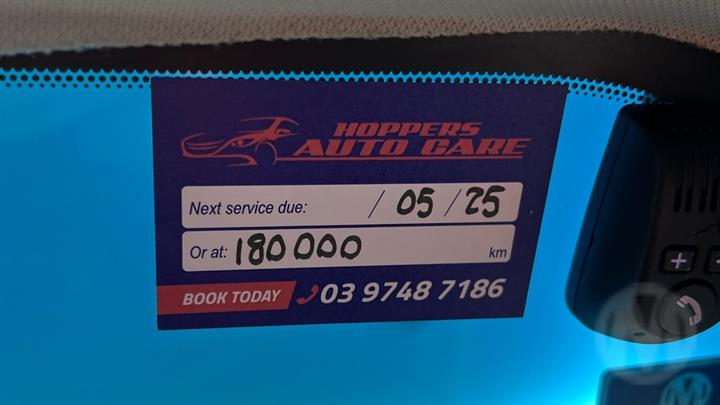 HOPPERS
AUTO CARE
Next service due: / 05 / 25
Or at: 180 000 km
BOOK TODAY 03 9748 7186